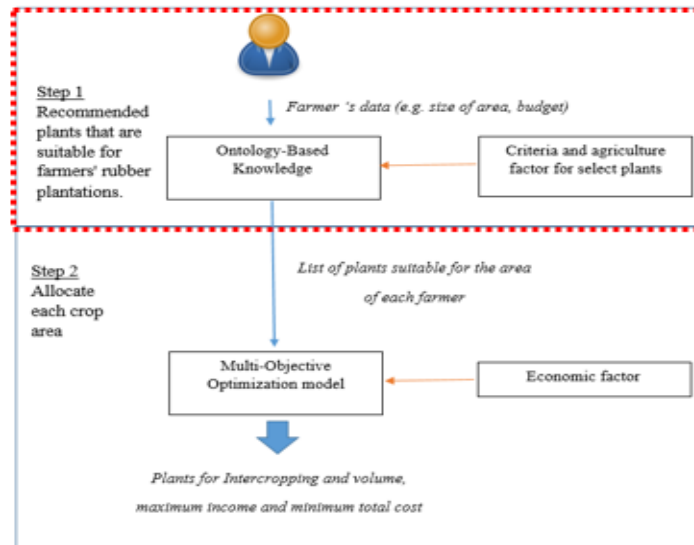 Step 1
Recommended
plants that are
suitable for
farmers' rubber
plantations.
Farmer ‘s data (e.g. size of area, budget)
Ontology-Based
Knowledge
Criteria and agriculture
factor for select plants
Step 2
Allocate
each crop
area
List of plants suitable for the area
of each farmer
Multi-Objective
Optimization model
Economic factor
Plants for Intercropping and volume,
maximum income and minimum total cost